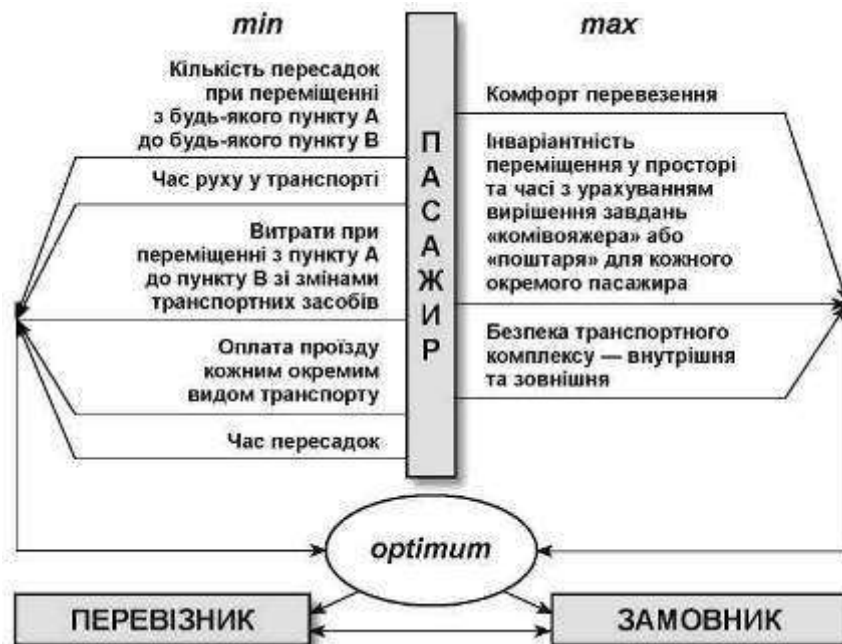 min
max
Кількість пересадок
при переміщенні
з будь-якого пункту А
до будь-якого пункту В
Час руху у транспорті
Витрати при
переміщенні з пункту А
до пункту В зі змінами
транспортних засобів
Оплата проїзду
кожним окремим
видом транспорту
Час пересадок
ПАСАЖИР
Комфорт перевезення
Інваріантність
переміщення у просторі
та часі з урахуванням
вирішення завдань
«комівояжера» або
«поштаря» для кожного
окремого пасажира
Безпека транспортного
комплексу — внутрішня
та зовнішня
optimum
ПЕРЕВІЗНИК
ЗАМОВНИК